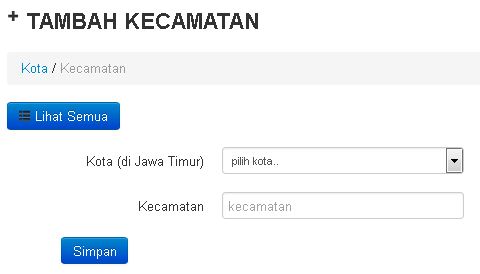 + TAMBAH KECAMATAN
Kota / Kecamatan
Lihat Semua
Kota (di Jawa Timur) pilih kota..
Kecamatan kecamatan
Simpan